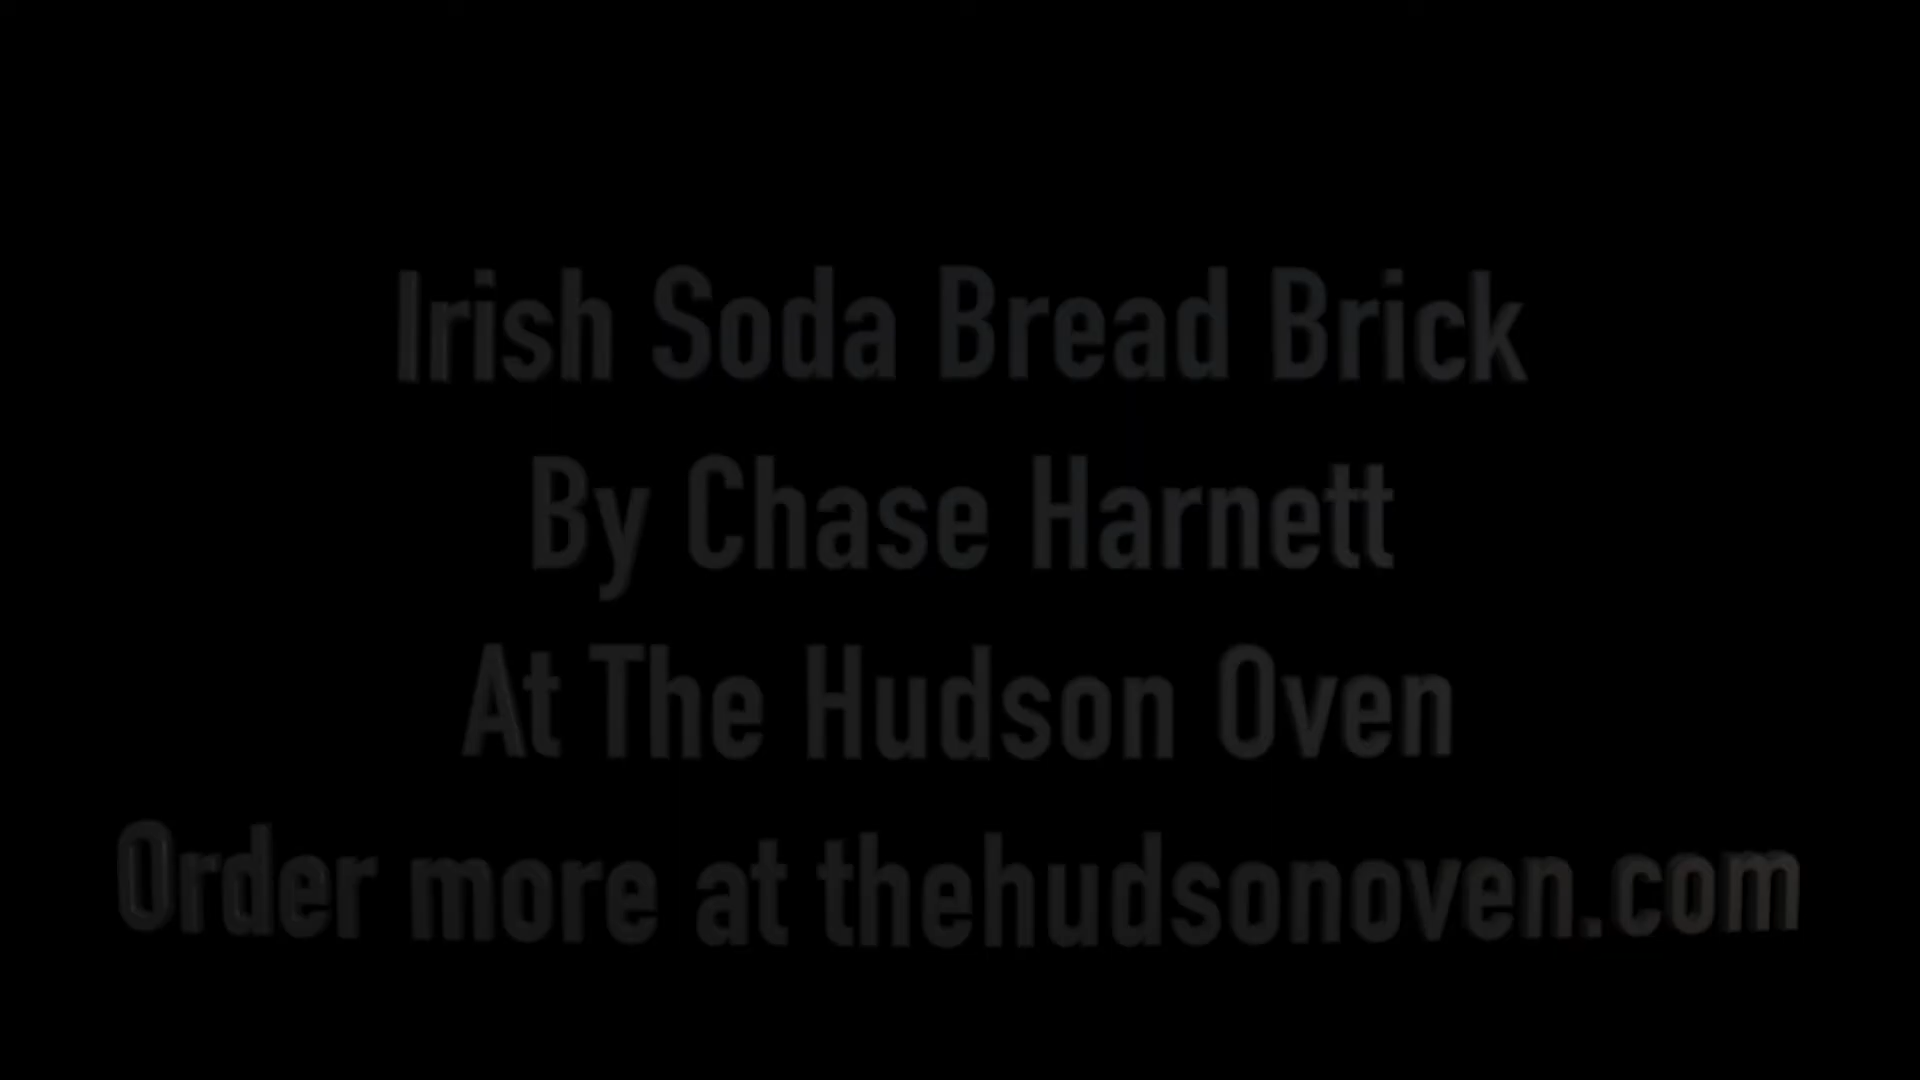 Irish Soda Bread Brick
By Chase Harnett
At The Hudson Oven
Order more at thehudsonoven.com